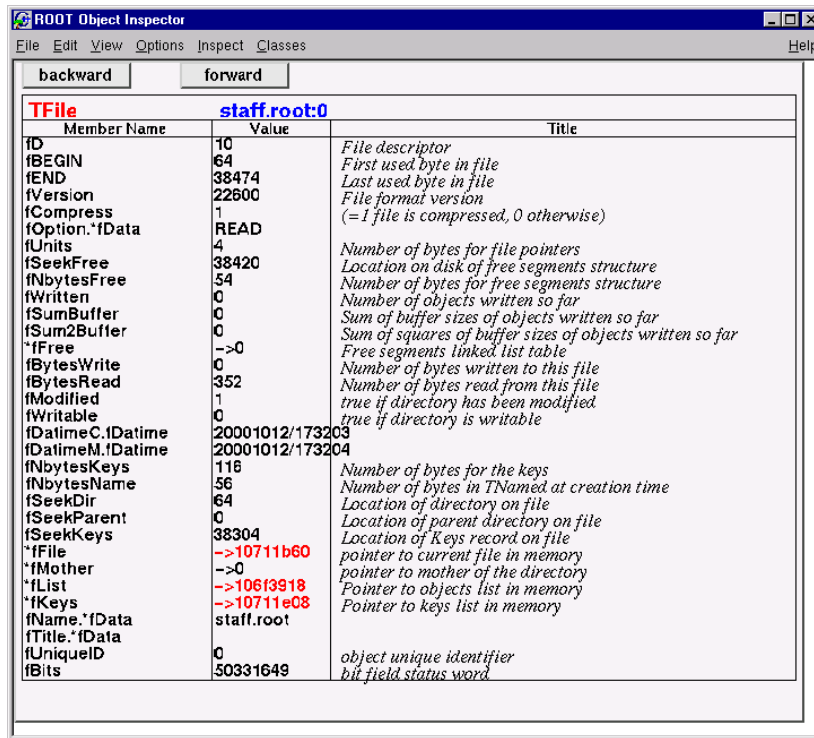 ROOT Object Inspector
File Edit View Options Inspect Classes Help
backward forward
TFile staff.root:0
Member Name Value Title
fD 10 File descriptor
fBEGIN 64 First used byte in file
fEND 38474 Last used byte in file
fVersion 22600 File format version
fCompress 1 (=1 file is compressed, 0 otherwise)
fOption.*fData READ
fUnits 4 Number of bytes for file pointers
fSeekFree 38420 Location on disk of free segments structure
fNbytesFree 54 Number of bytes for free segments structure
fWritten 0 Number of objects written so far
fSumBuffer 0 Sum of buffer sizes of objects written so far
fSum2Buffer 0 Sum of squares of buffer sizes of objects written so far
*fFree ->0 Free segments linked list table
fBytesWrite 0 Number of bytes written to this file
fBytesRead 352 Number of bytes read from this file
fModified 1 true if directory has been modified
fWritable 0 true if directory is writable
fDatimeC.fDatime 20001012/173203
fDatimeM.fDatime 20001012/173204
fNbytesKeys 116 Number of bytes for the keys
fNbytesName 56 Number of bytes in TNamed at creation time
fSeekDir 64 Location of directory on file
fSeekParent 0 Location of parent directory on file
fSeekKeys 38304 Location of Keys record on file
*fFile ->10711b60 pointer to current file in memory
*fMother ->0 pointer to mother of the directory
*fList ->106f3918 Pointer to objects list in memory
*fKeys ->10711e08 Pointer to keys list in memory
fName.*fData staff.root
fTitle.*fData
fUniqueID 0 object unique identifier
fBits 50331649 bit field status word